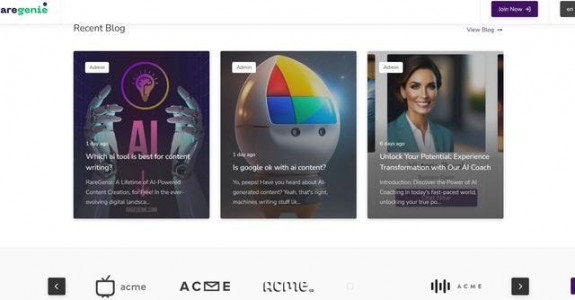 aregenie
Join Now
en
Recent Blog
View Blog
Admin
AI
1 day ago
Which ai tool is best for content
writing?
RareGenie: A Lifetime of AI-Powered
Content Creation, for Free! In the ever-
evolving digital landsca...
Admin
1 day ago
Is google ok with ai content?
Yo, peeps! Have you heard about AI-
generated content? Yeah, that's right,
machines writing stuff lik...
Admin
6 days ago
Unlock Your Potential: Experience
Transformation with Our AI Coach
Introduction: Discover the Power of AI
Coaching In today's fast-paced world,
unlocking your true po...
acme
ACME
acme
ACME